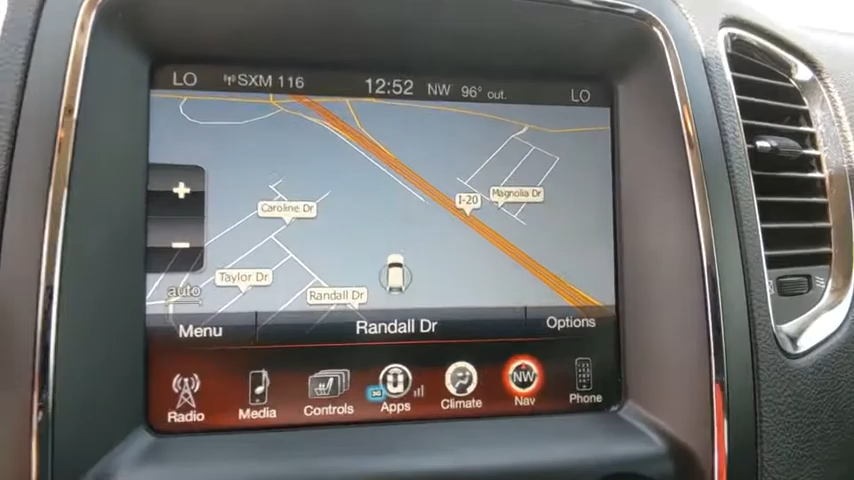 LO SXM 116 12:52 NW 96° out. LO
+
Magnolia Dr
I-20
Caroline Dr
-
Taylor Dr
Randall Dr
auto
Menu Randall Dr Options
NW
3G
Radio Media Controls Apps Climate Nav Phone